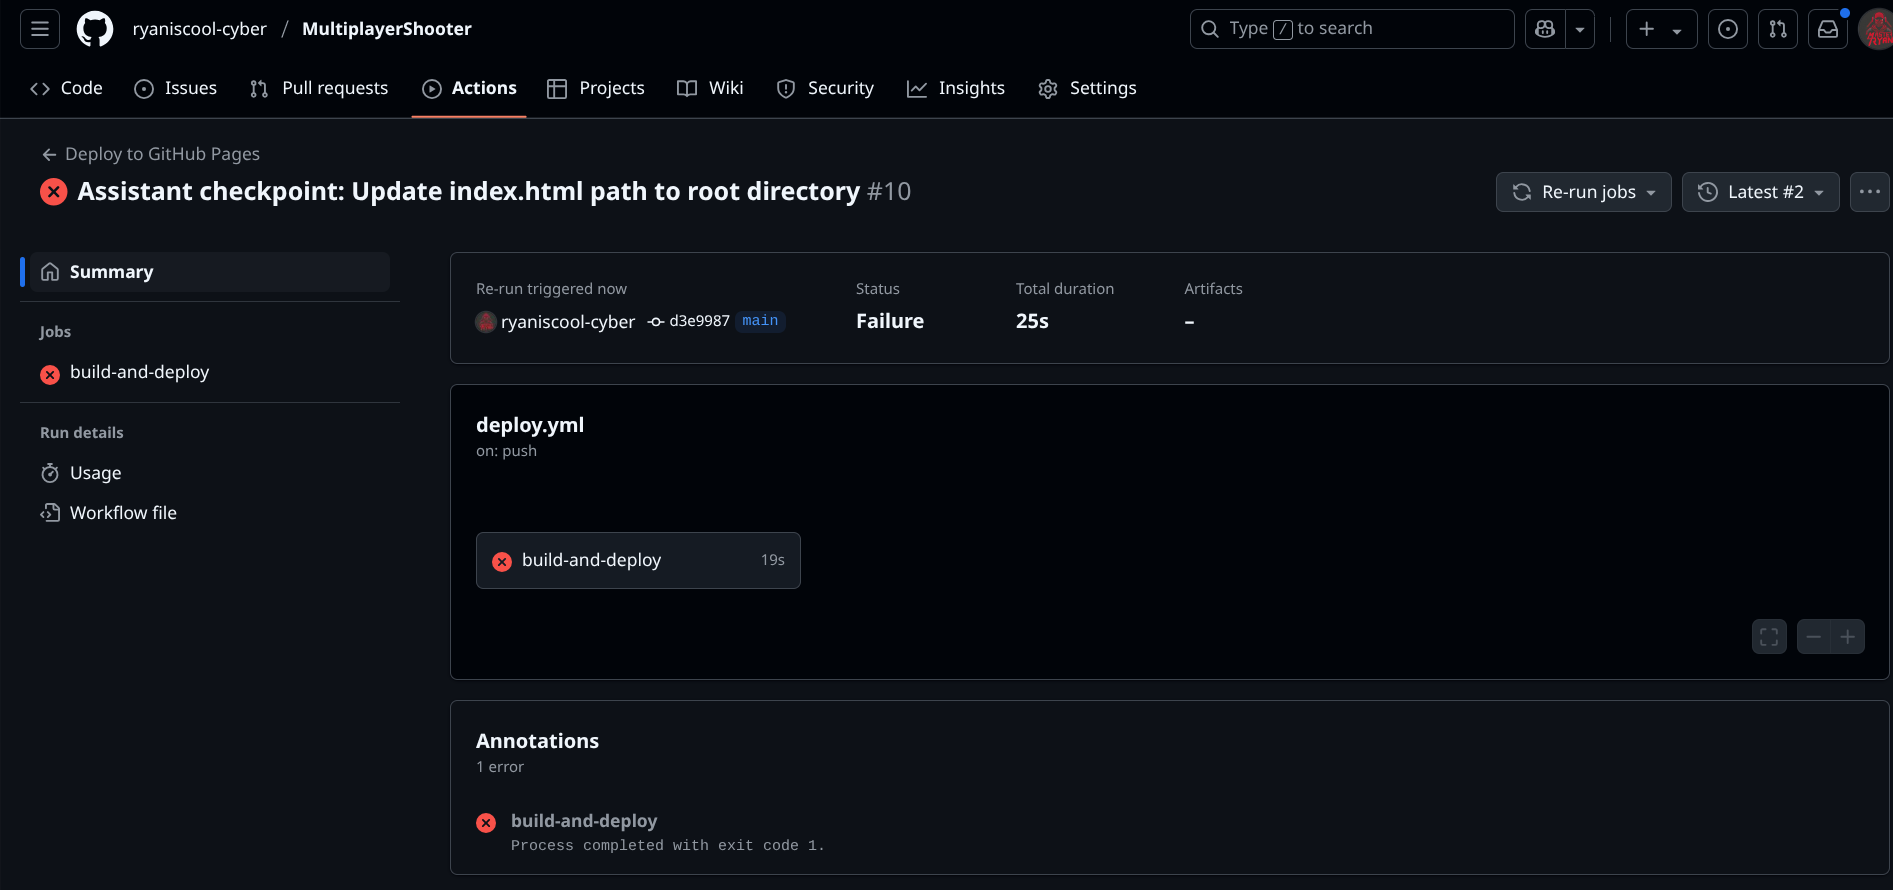 ryaniscool-cyber / MultiplayerShooter
Type / to search
Code
Issues
Pull requests
Actions
Projects
Wiki
Security
Insights
Settings
Deploy to GitHub Pages
Assistant checkpoint: Update index.html path to root directory #10
Re-run jobs
Latest #2
Summary
Jobs
build-and-deploy
Run details
Usage
Workflow file
Re-run triggered now
ryaniscool-cyber d3e9987 main
Status
Failure
Total duration
25s
Artifacts
–
deploy.yml
on: push
build-and-deploy 19s
Annotations
1 error
build-and-deploy
Process completed with exit code 1.